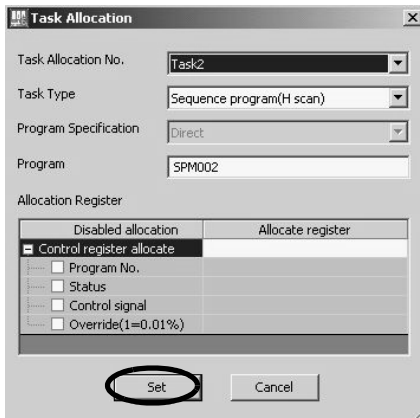 Task Allocation
Task Allocation No. Task2
Task Type Sequence program(H scan)
Program Specification Direct
Program SPM002
Allocation Register
Disabled allocation Allocate register
Control register allocate
Program No.
Status
Control signal
Override(1=0.01%)
Set Cancel